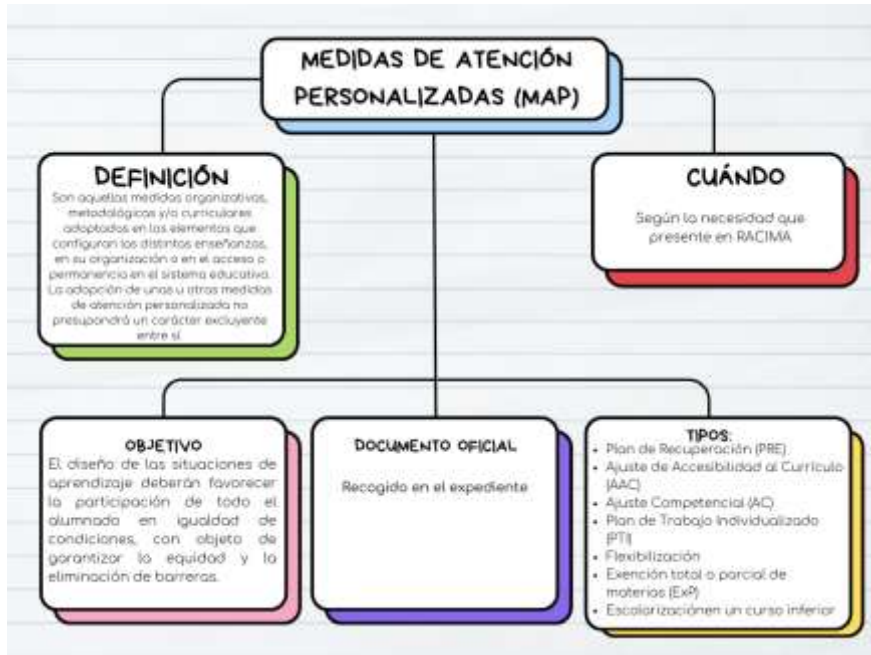 MEDIDAS DE ATENCIÓN
PERSONALIZADAS (MAP)
DEFINICIÓN
Son aquellas medidas organizativas,
metodológicas y/o curriculares
adoptadas en los elementos que
configuran las distintas enseñanzas,
en su organización o en el acceso o
permanencia en el sistema educativo.
La adopción de unas u otras medidas
de atención personalizada no
presupondrá un carácter excluyente
entre sí
CUÁNDO
Según la necesidad que
presente en RACIMA
OBJETIVO
El diseño de las situaciones de
aprendizaje deberán favorecer
la participación de todo el
alumnado en igualdad de
condiciones, con objeto de
garantizar la equidad y la
eliminación de barreras.
DOCUMENTO OFICIAL
Recogido en el expediente
TIPOS:
• Plan de Recuperación (PRE)
• Ajuste de Accesibilidad al Currículo
(AAC)
• Ajuste Competencial (AC)
• Plan de Trabajo Individualizado
(PTI)
• Flexibilización
• Exención total o parcial de
materias (ExP)
• Escolarizaciónen un curso inferior